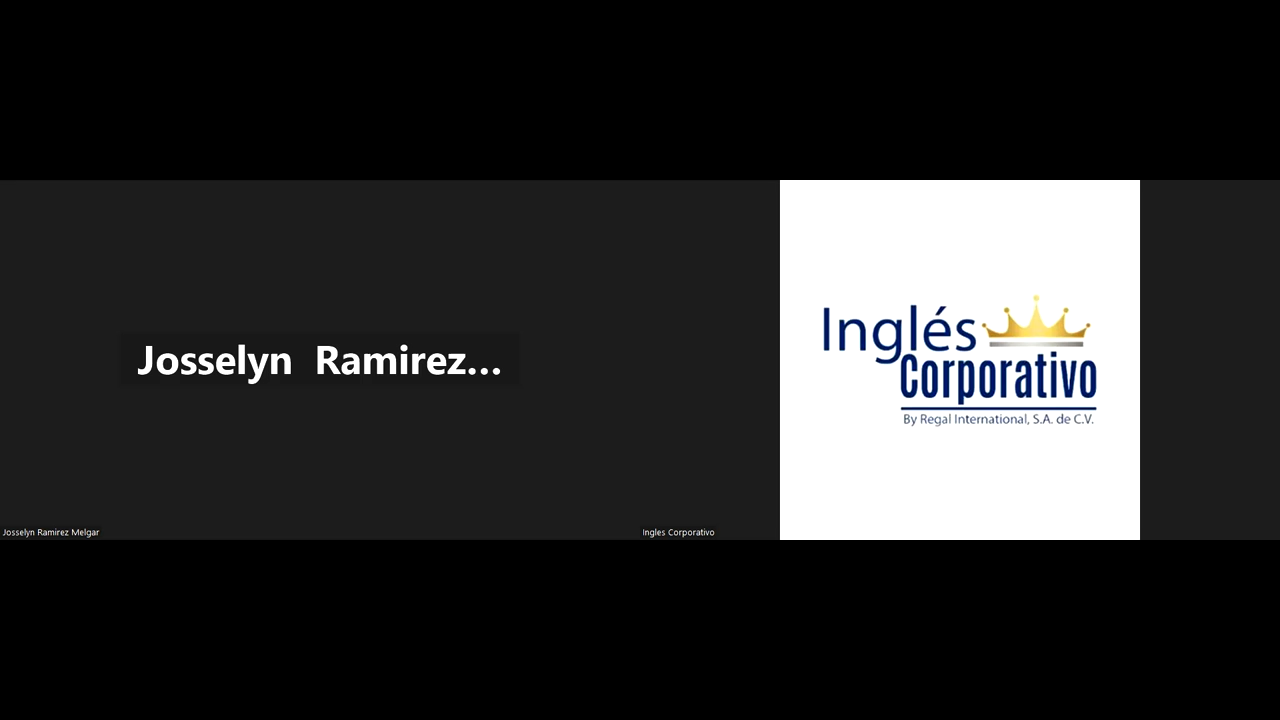 Josselyn Ramirez...
Inglés
Corporativo
By Regal International, S.A. de C.V.
Josselyn Ramirez Melgar
Ingles Corporativo